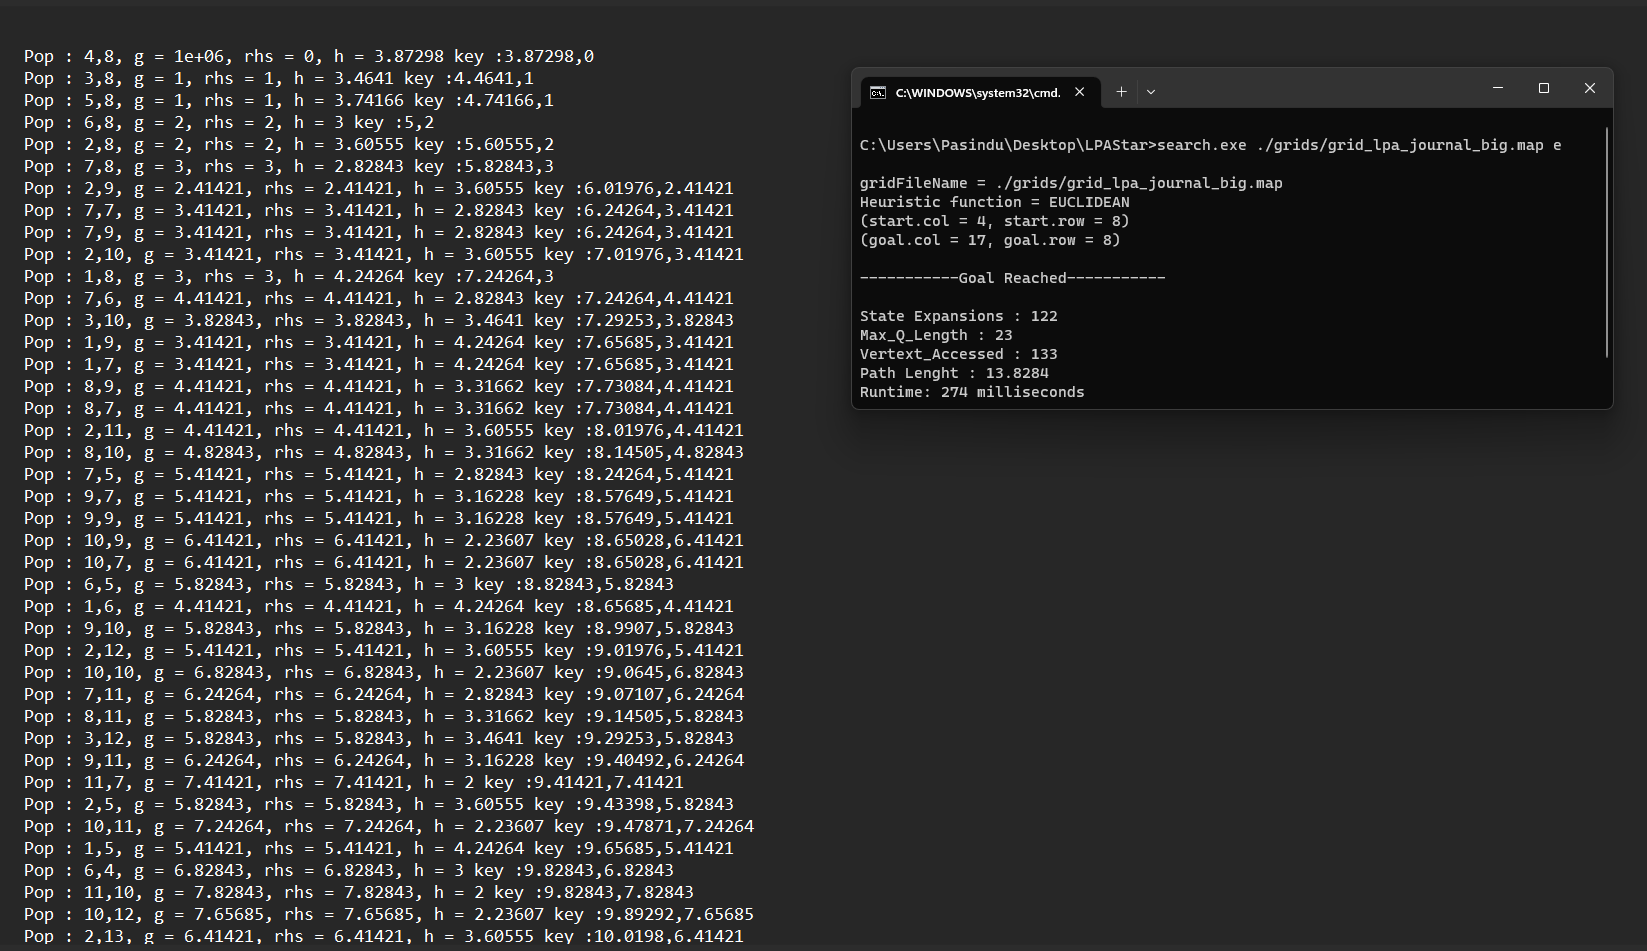 Pop : 4,8, g = 1e+06, rhs = 0, h = 3.87298 key :3.87298,0
Pop : 3,8, g = 1, rhs = 1, h = 3.4641 key :4.4641,1
Pop : 5,8, g = 1, rhs = 1, h = 3.74166 key :4.74166,1
Pop : 6,8, g = 2, rhs = 2, h = 3 key :5,2
Pop : 2,8, g = 2, rhs = 2, h = 3.60555 key :5.60555,2
Pop : 7,8, g = 3, rhs = 3, h = 2.82843 key :5.82843,3
Pop : 2,9, g = 2.41421, rhs = 2.41421, h = 3.60555 key :6.01976,2.41421
Pop : 7,7, g = 3.41421, rhs = 3.41421, h = 2.82843 key :6.24264,3.41421
Pop : 7,9, g = 3.41421, rhs = 3.41421, h = 2.82843 key :6.24264,3.41421
Pop : 2,10, g = 3.41421, rhs = 3.41421, h = 3.60555 key :7.01976,3.41421
Pop : 1,8, g = 3, rhs = 3, h = 4.24264 key :7.24264,3
Pop : 7,6, g = 4.41421, rhs = 4.41421, h = 2.82843 key :7.24264,4.41421
Pop : 3,10, g = 3.82843, rhs = 3.82843, h = 3.4641 key :7.29253,3.82843
Pop : 1,9, g = 3.41421, rhs = 3.41421, h = 4.24264 key :7.65685,3.41421
Pop : 1,7, g = 3.41421, rhs = 3.41421, h = 4.24264 key :7.65685,3.41421
Pop : 8,9, g = 4.41421, rhs = 4.41421, h = 3.31662 key :7.73084,4.41421
Pop : 8,7, g = 4.41421, rhs = 4.41421, h = 3.31662 key :7.73084,4.41421
Pop : 2,11, g = 4.41421, rhs = 4.41421, h = 3.60555 key :8.01976,4.41421
Pop : 8,10, g = 4.82843, rhs = 4.82843, h = 3.31662 key :8.14505,4.82843
Pop : 7,5, g = 5.41421, rhs = 5.41421, h = 2.82843 key :8.24264,5.41421
Pop : 9,7, g = 5.41421, rhs = 5.41421, h = 3.16228 key :8.57649,5.41421
Pop : 9,9, g = 5.41421, rhs = 5.41421, h = 3.16228 key :8.57649,5.41421
Pop : 10,9, g = 6.41421, rhs = 6.41421, h = 2.23607 key :8.65028,6.41421
Pop : 10,7, g = 6.41421, rhs = 6.41421, h = 2.23607 key :8.65028,6.41421
Pop : 6,5, g = 5.82843, rhs = 5.82843, h = 3 key :8.82843,5.82843
Pop : 1,6, g = 4.41421, rhs = 4.41421, h = 4.24264 key :8.65685,4.41421
Pop : 9,10, g = 5.82843, rhs = 5.82843, h = 3.16228 key :8.9907,5.82843
Pop : 2,12, g = 5.41421, rhs = 5.41421, h = 3.60555 key :9.01976,5.41421
Pop : 10,10, g = 6.82843, rhs = 6.82843, h = 2.23607 key :9.0645,6.82843
Pop : 7,11, g = 6.24264, rhs = 6.24264, h = 2.82843 key :9.07107,6.24264
Pop : 8,11, g = 5.82843, rhs = 5.82843, h = 3.31662 key :9.14505,5.82843
Pop : 3,12, g = 5.82843, rhs = 5.82843, h = 3.4641 key :9.29253,5.82843
Pop : 9,11, g = 6.24264, rhs = 6.24264, h = 3.16228 key :9.40492,6.24264
Pop : 11,7, g = 7.41421, rhs = 7.41421, h = 2 key :9.41421,7.41421
Pop : 2,5, g = 5.82843, rhs = 5.82843, h = 3.60555 key :9.43398,5.82843
Pop : 10,11, g = 7.24264, rhs = 7.24264, h = 2.23607 key :9.47871,7.24264
Pop : 1,5, g = 5.41421, rhs = 5.41421, h = 4.24264 key :9.65685,5.41421
Pop : 6,4, g = 6.82843, rhs = 6.82843, h = 3 key :9.82843,6.82843
Pop : 11,10, g = 7.82843, rhs = 7.82843, h = 2 key :9.82843,7.82843
Pop : 10,12, g = 7.65685, rhs = 7.65685, h = 2.23607 key :9.89292,7.65685
Pop : 2,13, g = 6.41421, rhs = 6.41421, h = 3.60555 key :10.0198,6.41421
C:\WINDOWS\system32\cmd.
C:\Users\Pasindu\Desktop\LPAStar>search.exe ./grids/grid_lpa_journal_big.map e
gridFileName = ./grids/grid_lpa_journal_big.map
Heuristic function = EUCLIDEAN
(start.col = 4, start.row = 8)
(goal.col = 17, goal.row = 8)
-----------Goal Reached-----------
State Expansions : 122
Max_Q_Length : 23
Vertext_Accessed : 133
Path Lenght : 13.8284
Runtime: 274 milliseconds